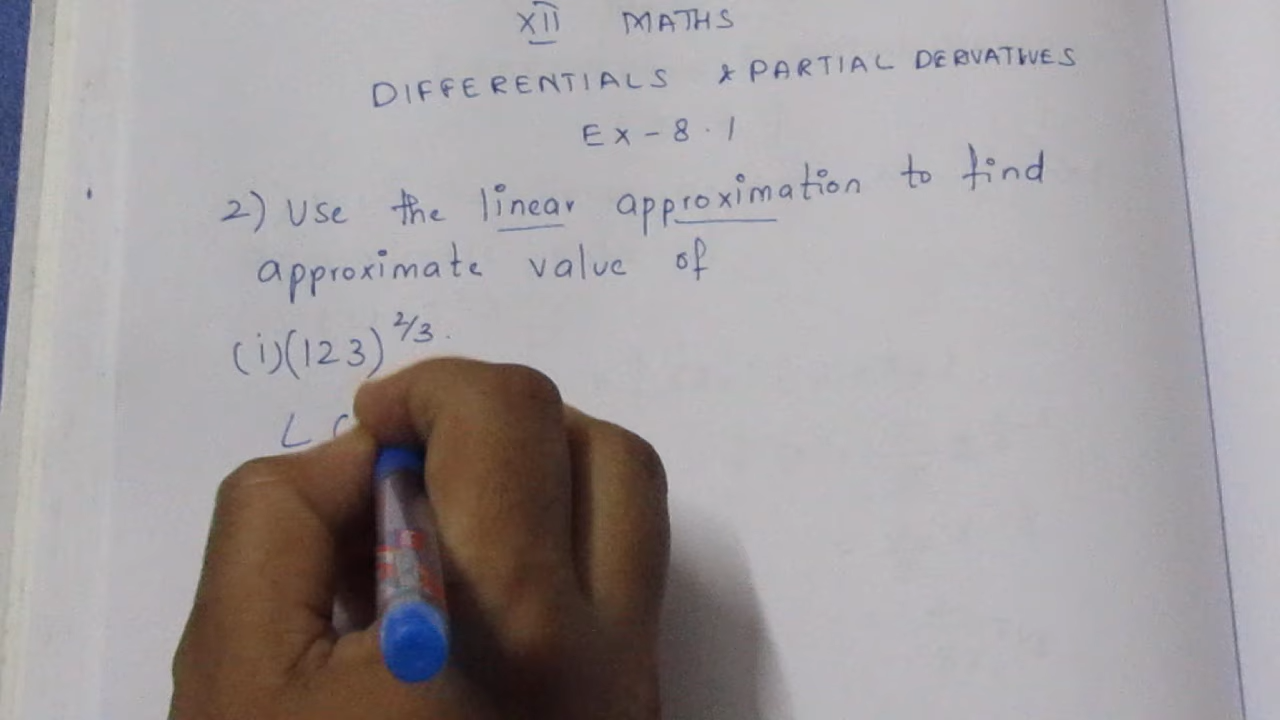 XII MATHS
DIFFERENTIALS & PARTIAL DERVATIVES
Ex - 8.1
2) Use the linear approximation to find
approximate value of
(i) (123)^2/3.
L (